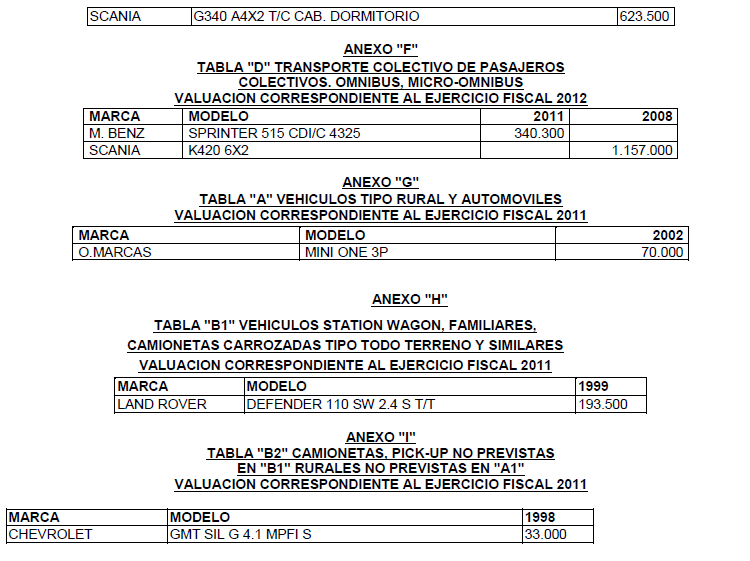 SCANIA G340 A4X2 T/C CAB. DORMITORIO 623.500
ANEXO "F"
TABLA "D" TRANSPORTE COLECTIVO DE PASAJEROS
COLECTIVOS. OMNIBUS, MICRO-OMNIBUS
VALUACION CORRESPONDIENTE AL EJERCICIO FISCAL 2012
MARCA MODELO 2011 2008
M. BENZ SPRINTER 515 CDI/C 4325 340.300
SCANIA K420 6X2 1.157.000
ANEXO "G"
TABLA "A" VEHICULOS TIPO RURAL Y AUTOMOVILES
VALUACION CORRESPONDIENTE AL EJERCICIO FISCAL 2011
MARCA MODELO 2002
O.MARCAS MINI ONE 3P 70.000
ANEXO "H"
TABLA "B1" VEHICULOS STATION WAGON, FAMILIARES,
CAMIONETAS CARROZADAS TIPO TODO TERRENO Y SIMILARES
VALUACION CORRESPONDIENTE AL EJERCICIO FISCAL 2011
MARCA MODELO 1999
LAND ROVER DEFENDER 110 SW 2.4 S T/T 193.500
ANEXO "I"
TABLA "B2" CAMIONETAS, PICK-UP NO PREVISTAS
EN "B1" RURALES NO PREVISTAS EN "A1"
VALUACION CORRESPONDIENTE AL EJERCICIO FISCAL 2011
MARCA MODELO 1998
CHEVROLET GMT SIL G 4.1 MPFI S 33.000